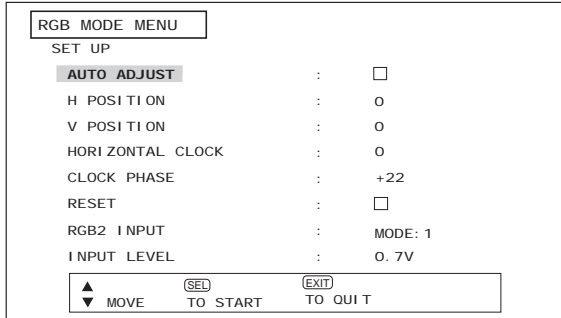 RGB MODE MENU
SET UP
AUTO ADJUST : □
H POSITION : 0
V POSITION : 0
HORIZONTAL CLOCK : 0
CLOCK PHASE : +22
RESET : □
RGB2 INPUT : MODE: 1
INPUT LEVEL : 0.7V
▲ SEL EXIT
▼ MOVE TO START TO QUIT